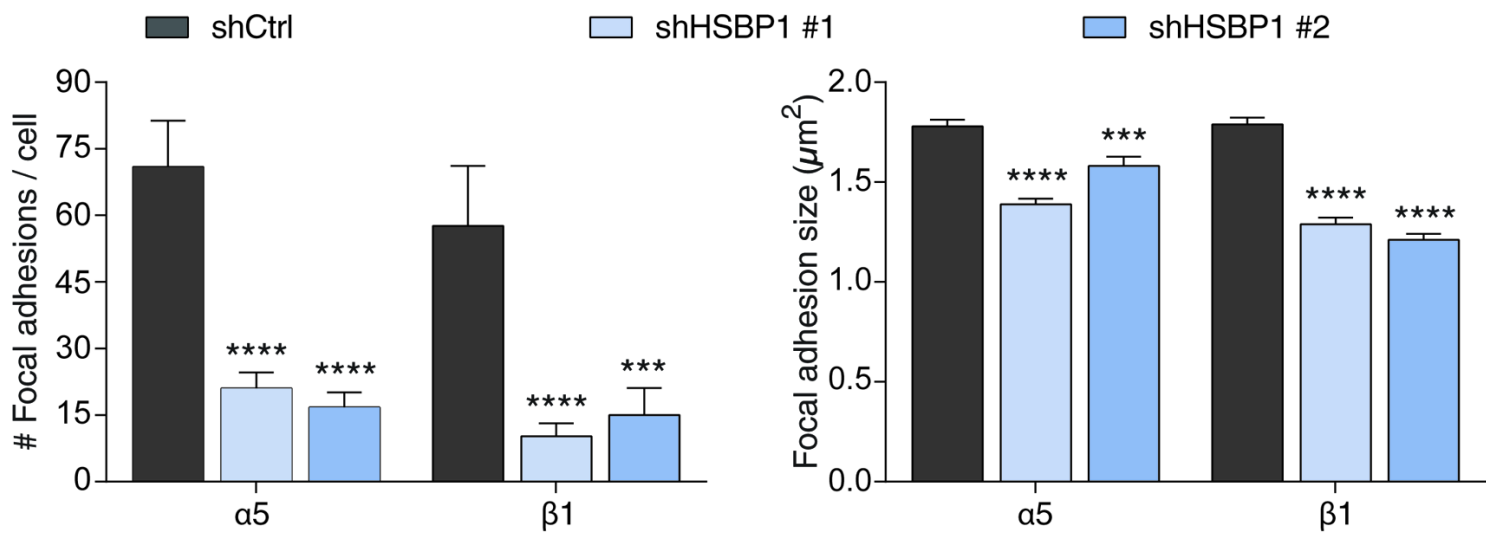 shCtrl shHSBP1 #1 shHSBP1 #2
# Focal adhesions / cell
90
75
60
45
30
15
0
**** **** **** ***
α5 β1
Focal adhesion size (μm²)
2.0
1.5
1.0
0.5
0.0
**** *** **** ****
α5 β1